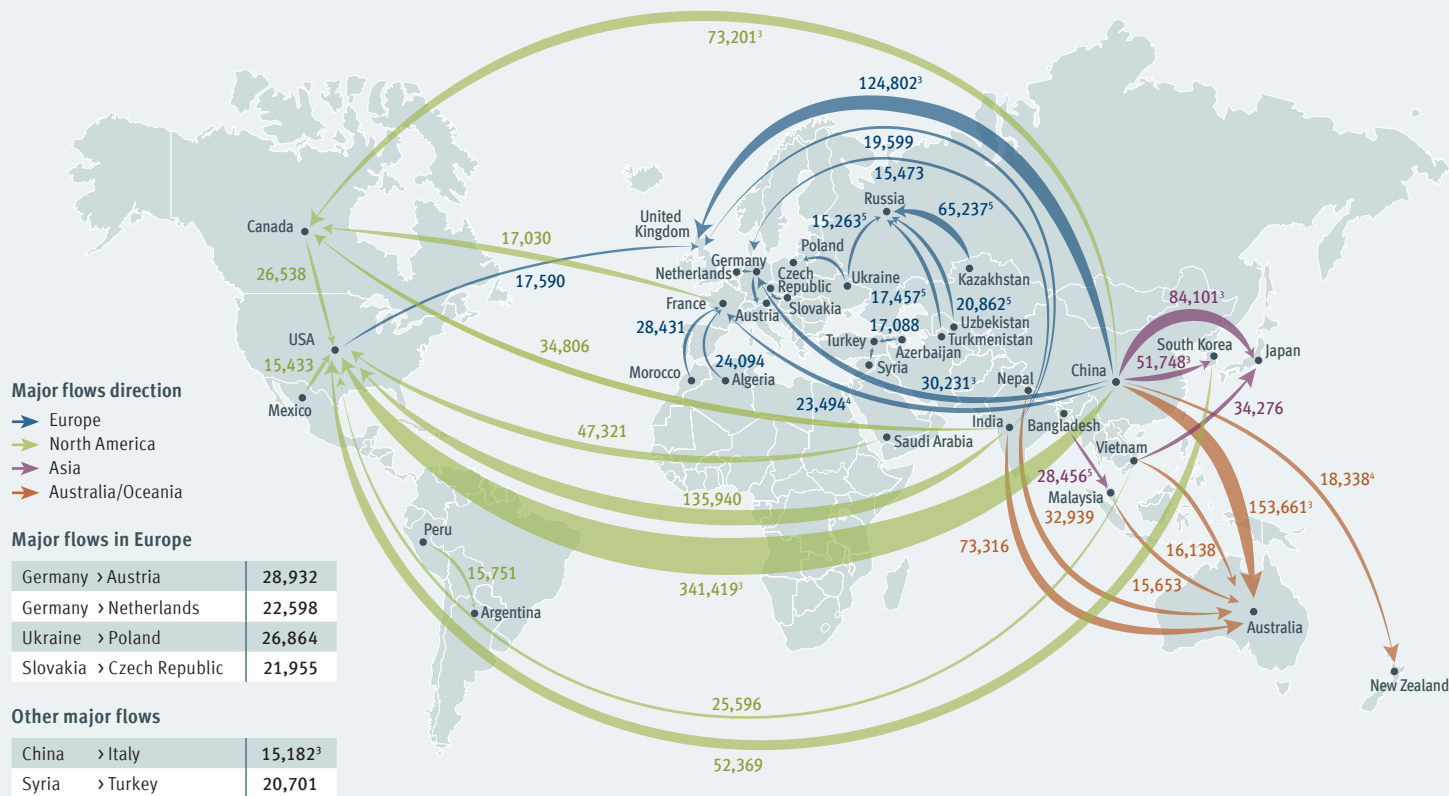 73,201³
124,802³
19,599
15,473
Russia
65,237⁵
15,263⁵
United
Kingdom
Canada
17,030
Poland
Germany
Netherlands
Czech
Republic
Ukraine
Kazakhstan
26,538
17,590
84,101³
France
Austria
Slovakia
17,457⁵
20,862⁵
Uzbekistan
Turkmenistan
28,431
Turkey
17,088
Azerbaijan
South Korea
Japan
USA
34,806
24,094
Syria
51,748³
15,433
Morocco
Algeria
30,231³
Nepal
China
Major flows direction
Europe
North America
Asia
Australia/Oceania
Mexico
23,494⁴
34,276
India
Bangladesh
47,321
Saudi Arabia
Vietnam
28,456⁵
18,338⁴
135,940
Malaysia
32,939
153,661³
Peru
73,316
16,138
15,751
341,419³
15,653
Argentina
Australia
New Zealand
25,596
52,369
Major flows in Europe
Germany › Austria 28,932
Germany › Netherlands 22,598
Ukraine › Poland 26,864
Slovakia › Czech Republic 21,955
Other major flows
China › Italy 15,182³
Syria › Turkey 20,701